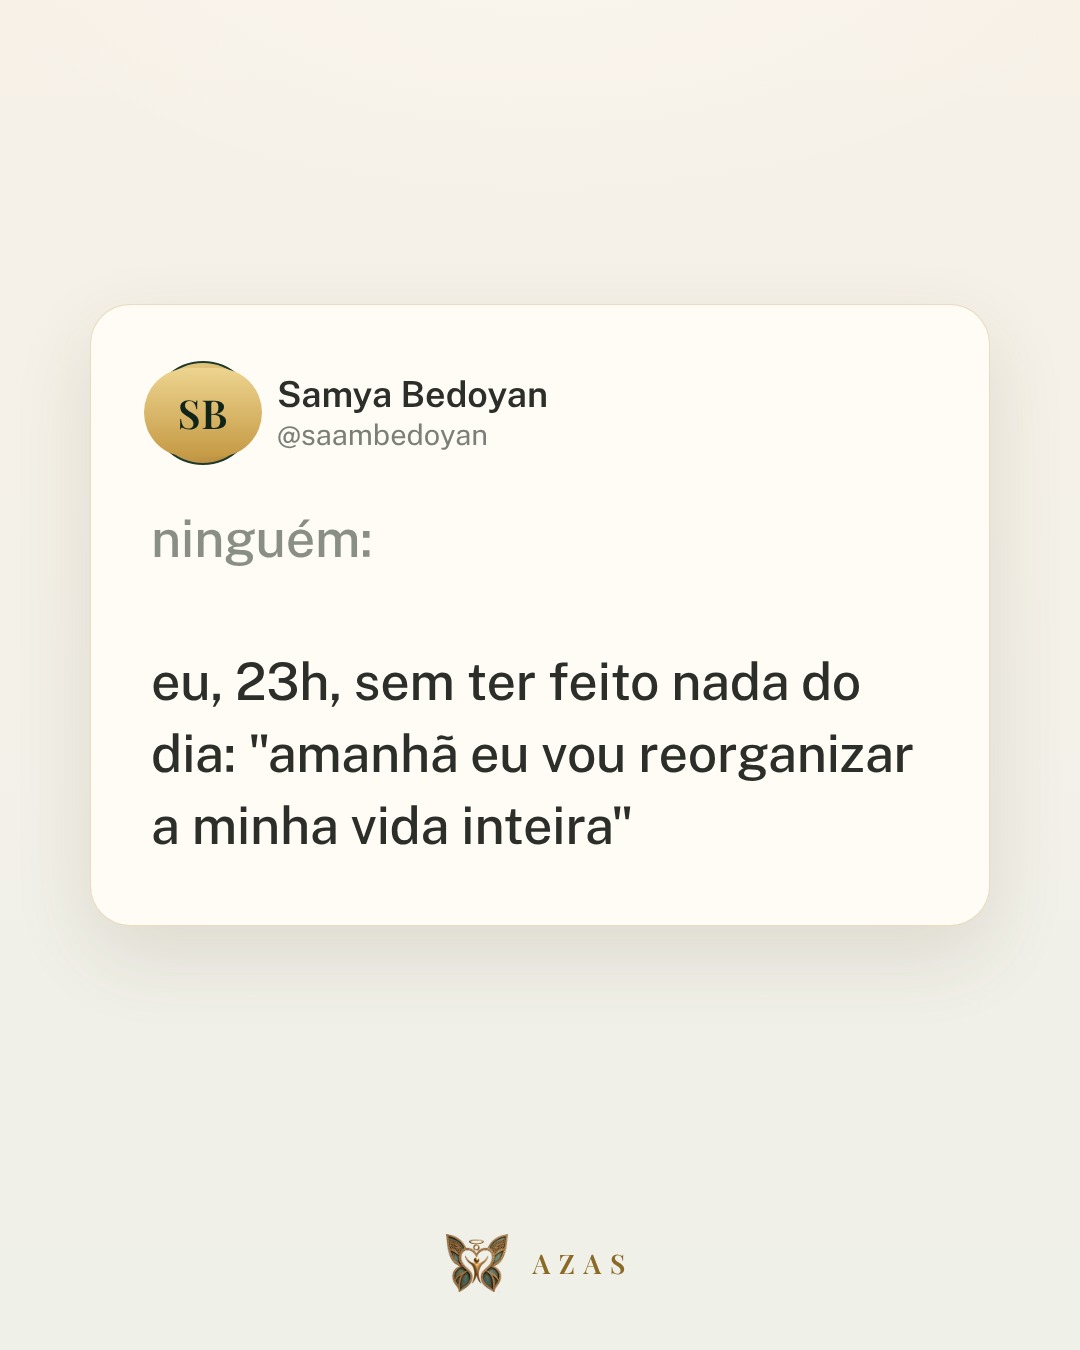 SB
Samya Bedoyan
@saambedoyan
ninguém:
eu, 23h, sem ter feito nada do
dia: "amanhã eu vou reorganizar
a minha vida inteira"
AZAS